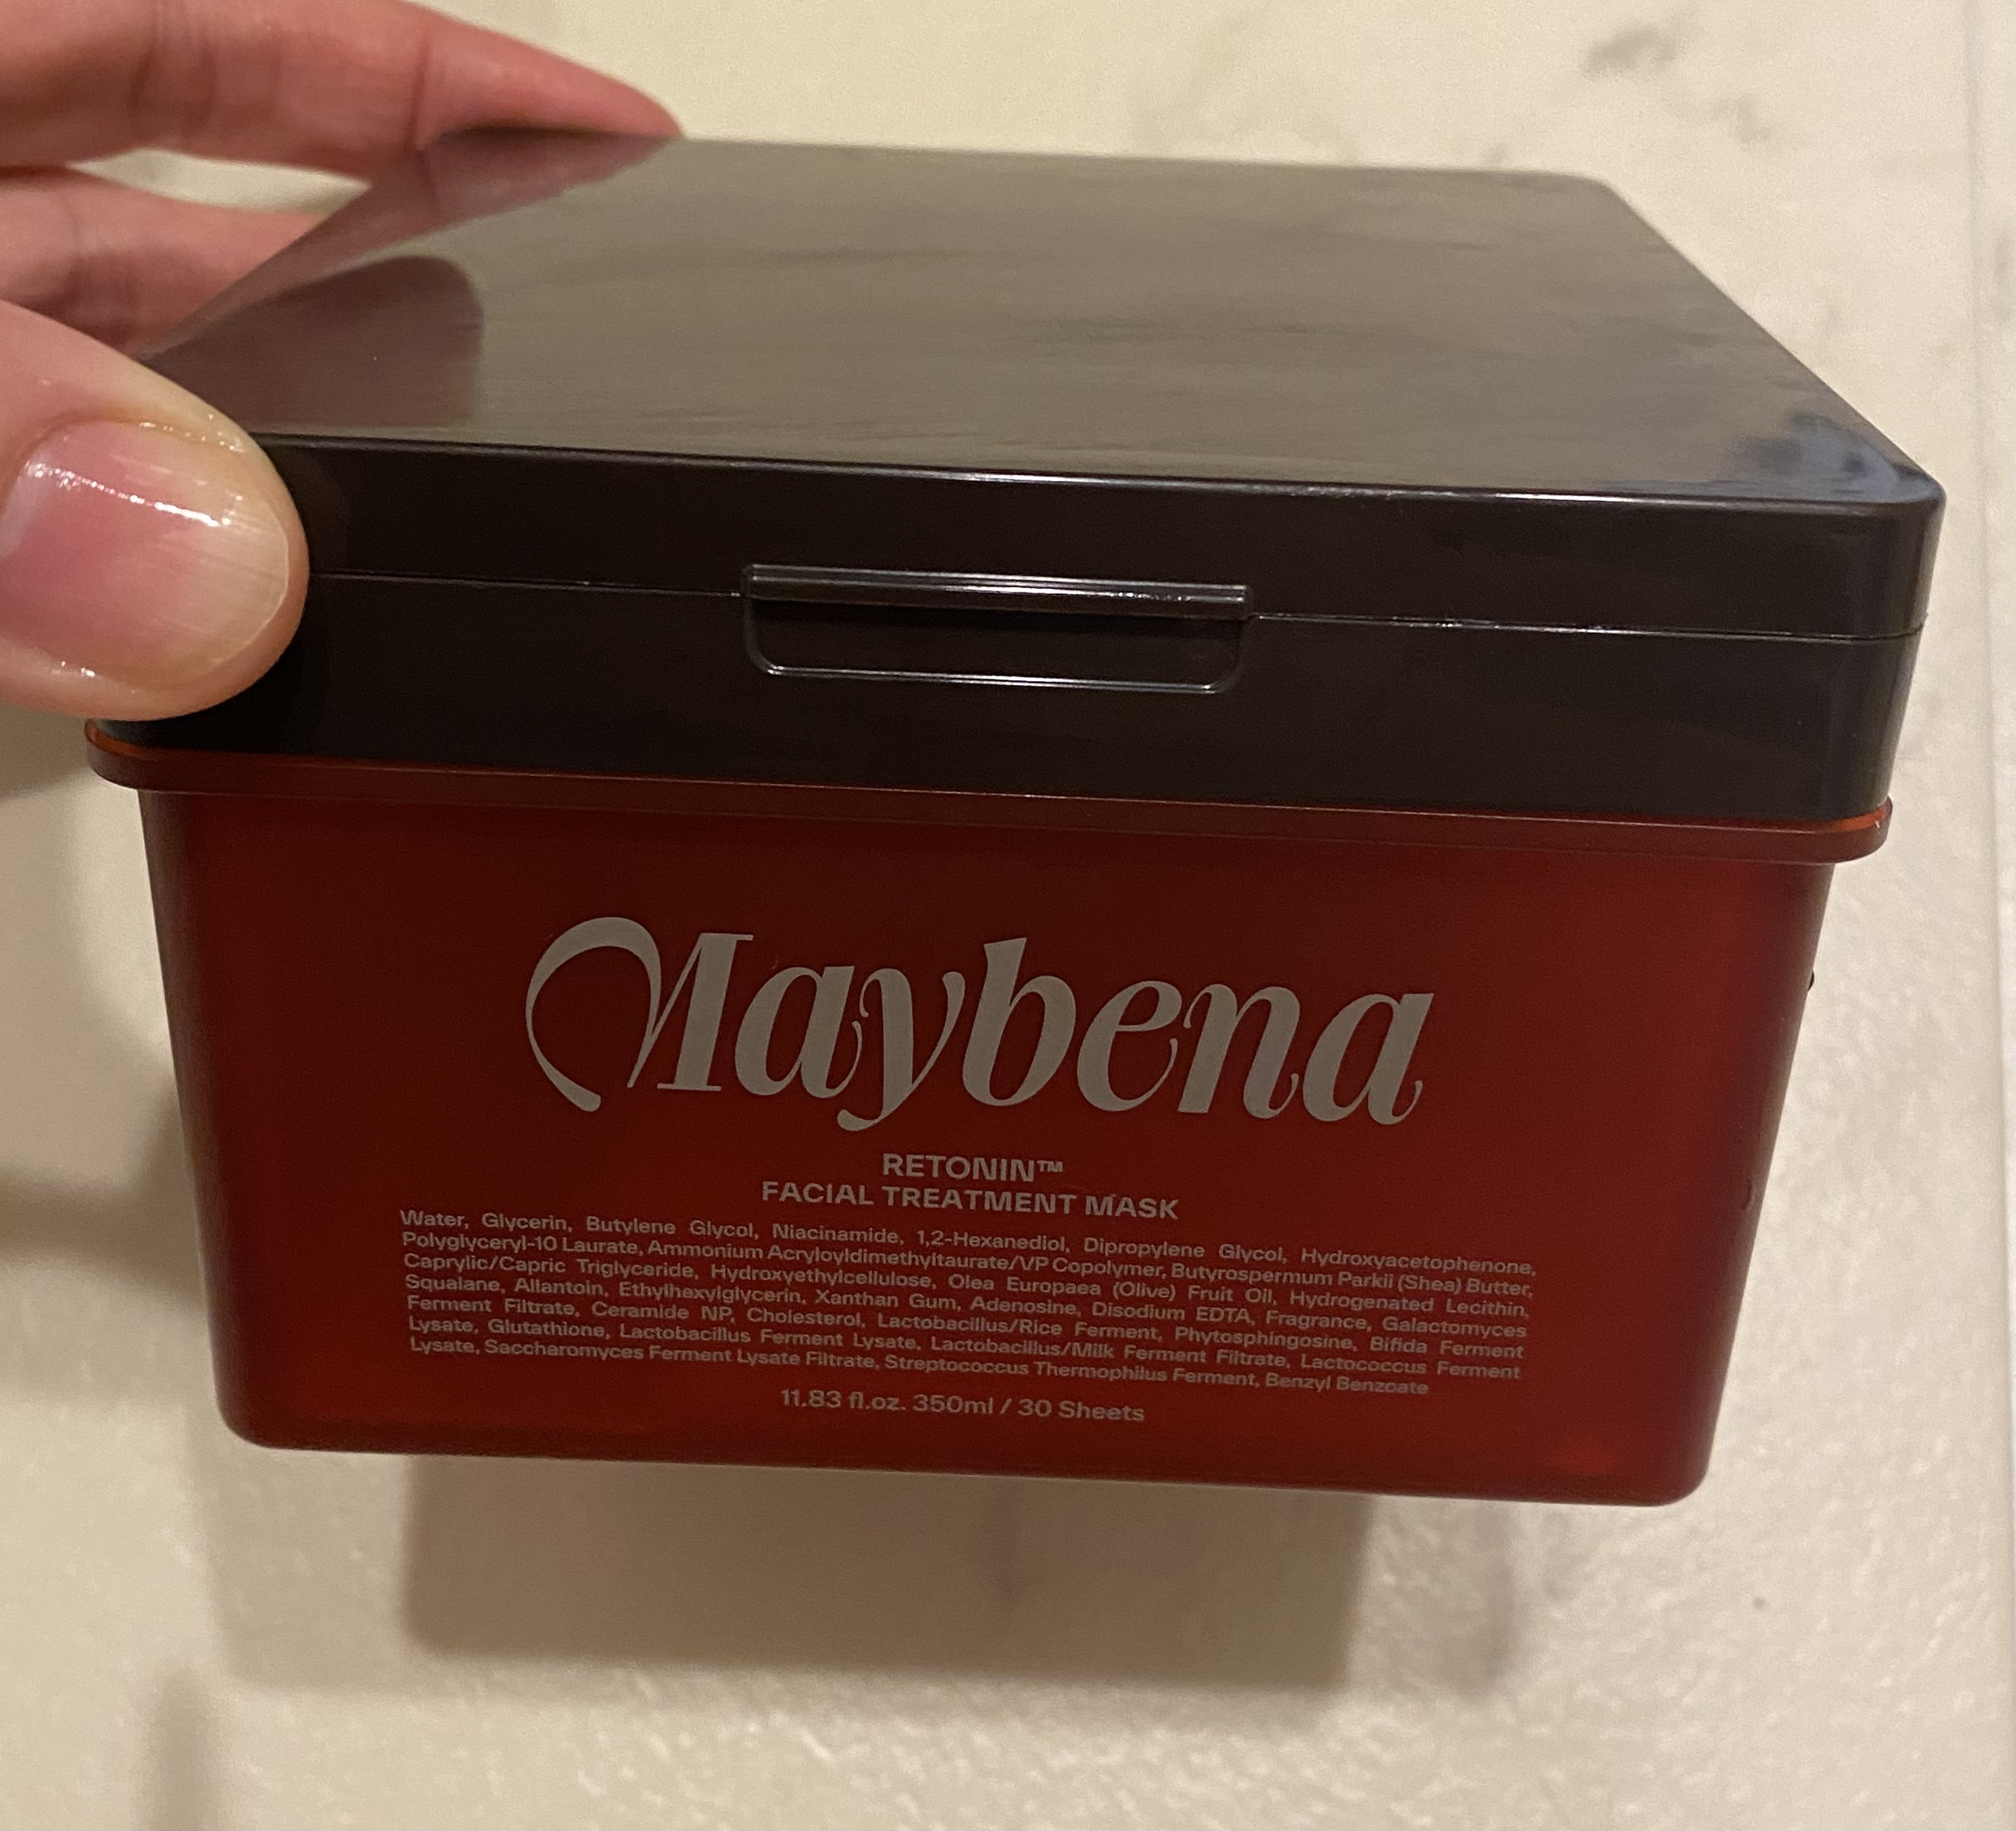 Maybena
RETONIN™
FACIAL TREATMENT MASK
Water, Glycerin, Butylene Glycol, Niacinamide, 1,2-Hexanediol, Dipropylene Glycol, Hydroxyacetophenone,
Polyglyceryl-10 Laurate, Ammonium Acryloyldimethyltaurate/VP Copolymer, Butyrospermum Parkii (Shea) Butter,
Caprylic/Capric Triglyceride, Hydroxyethylcellulose, Olea Europaea (Olive) Fruit Oil, Hydrogenated Lecithin,
Squalane, Allantoin, Ethylhexylglycerin, Xanthan Gum, Adenosine, Disodium EDTA, Fragrance, Galactomyces
Ferment Filtrate, Ceramide NP, Cholesterol, Lactobacillus/Rice Ferment, Phytosphingosine, Bifida Ferment
Lysate, Glutathione, Lactobacillus Ferment Lysate, Lactobacillus/Milk Ferment Filtrate, Lactococcus Ferment
Lysate, Saccharomyces Ferment Lysate Filtrate, Streptococcus Thermophilus Ferment, Benzyl Benzoate
11.83 fl.oz. 350ml / 30 Sheets